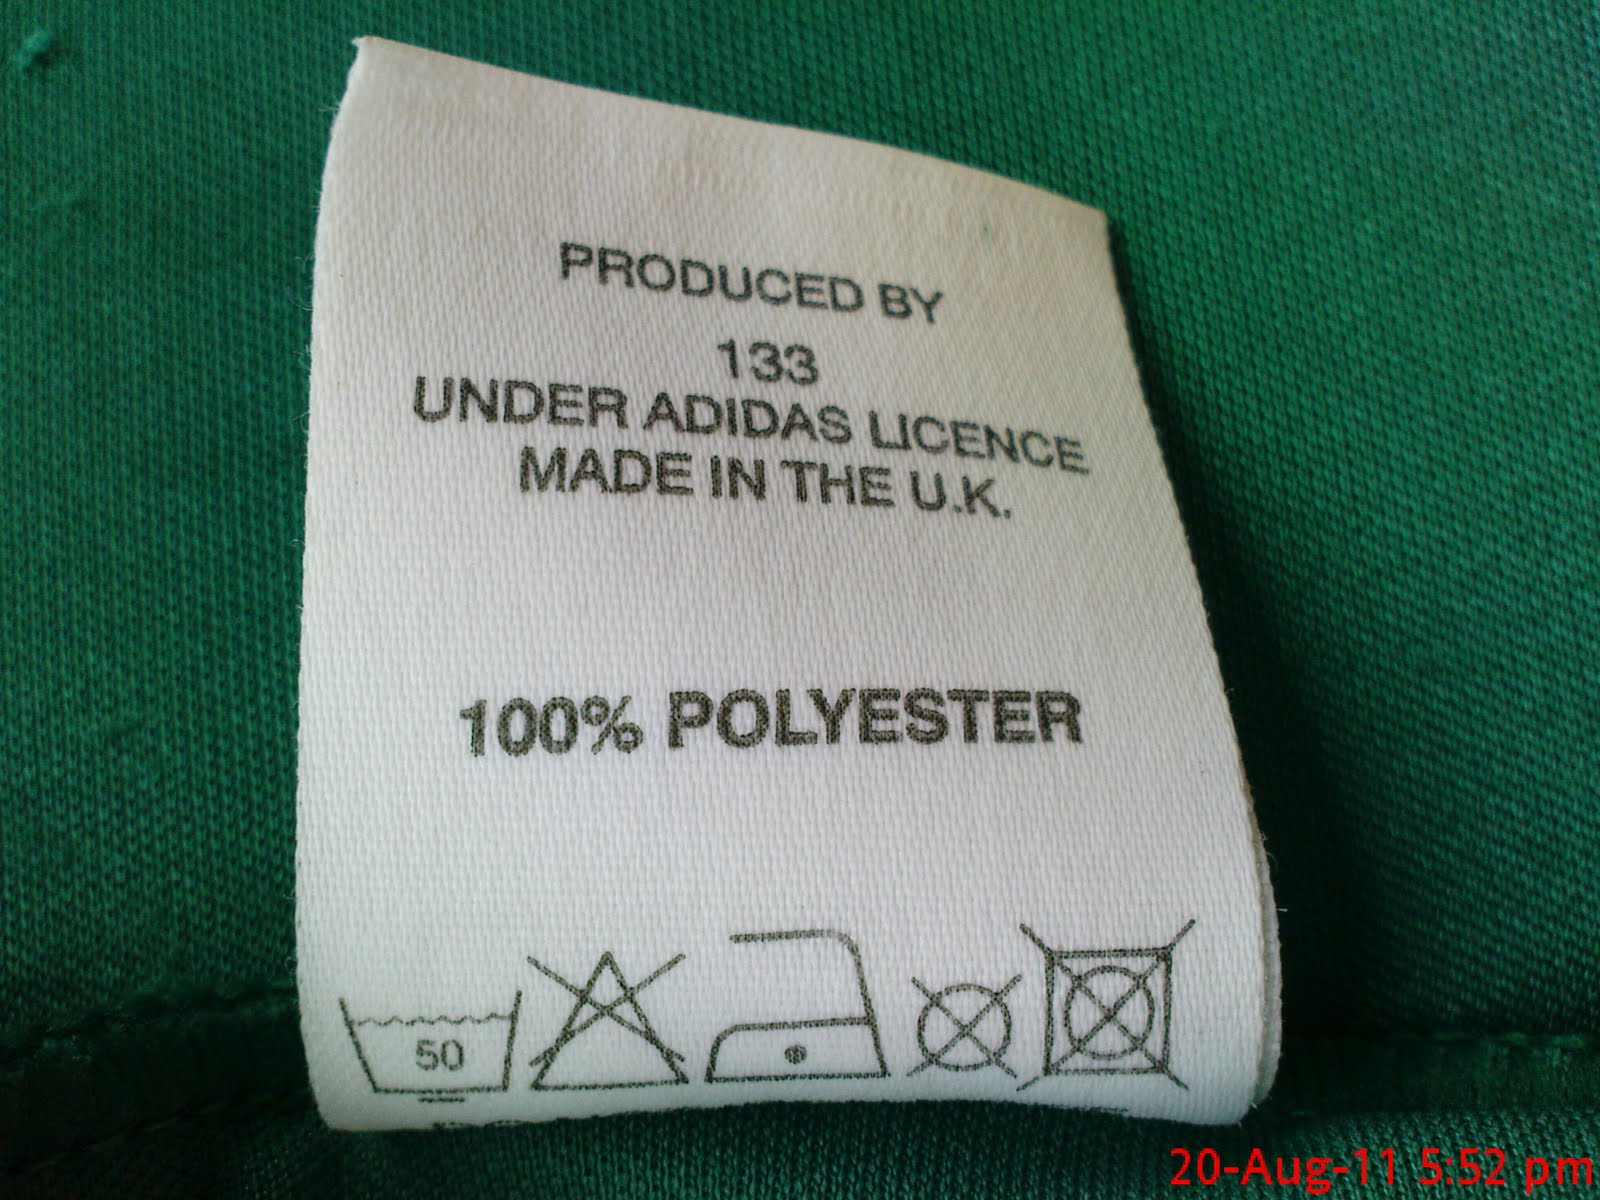 PRODUCED BY
133
UNDER ADIDAS LICENCE
MADE IN THE U.K.
100% POLYESTER
50
20-Aug-11 5:52 pm